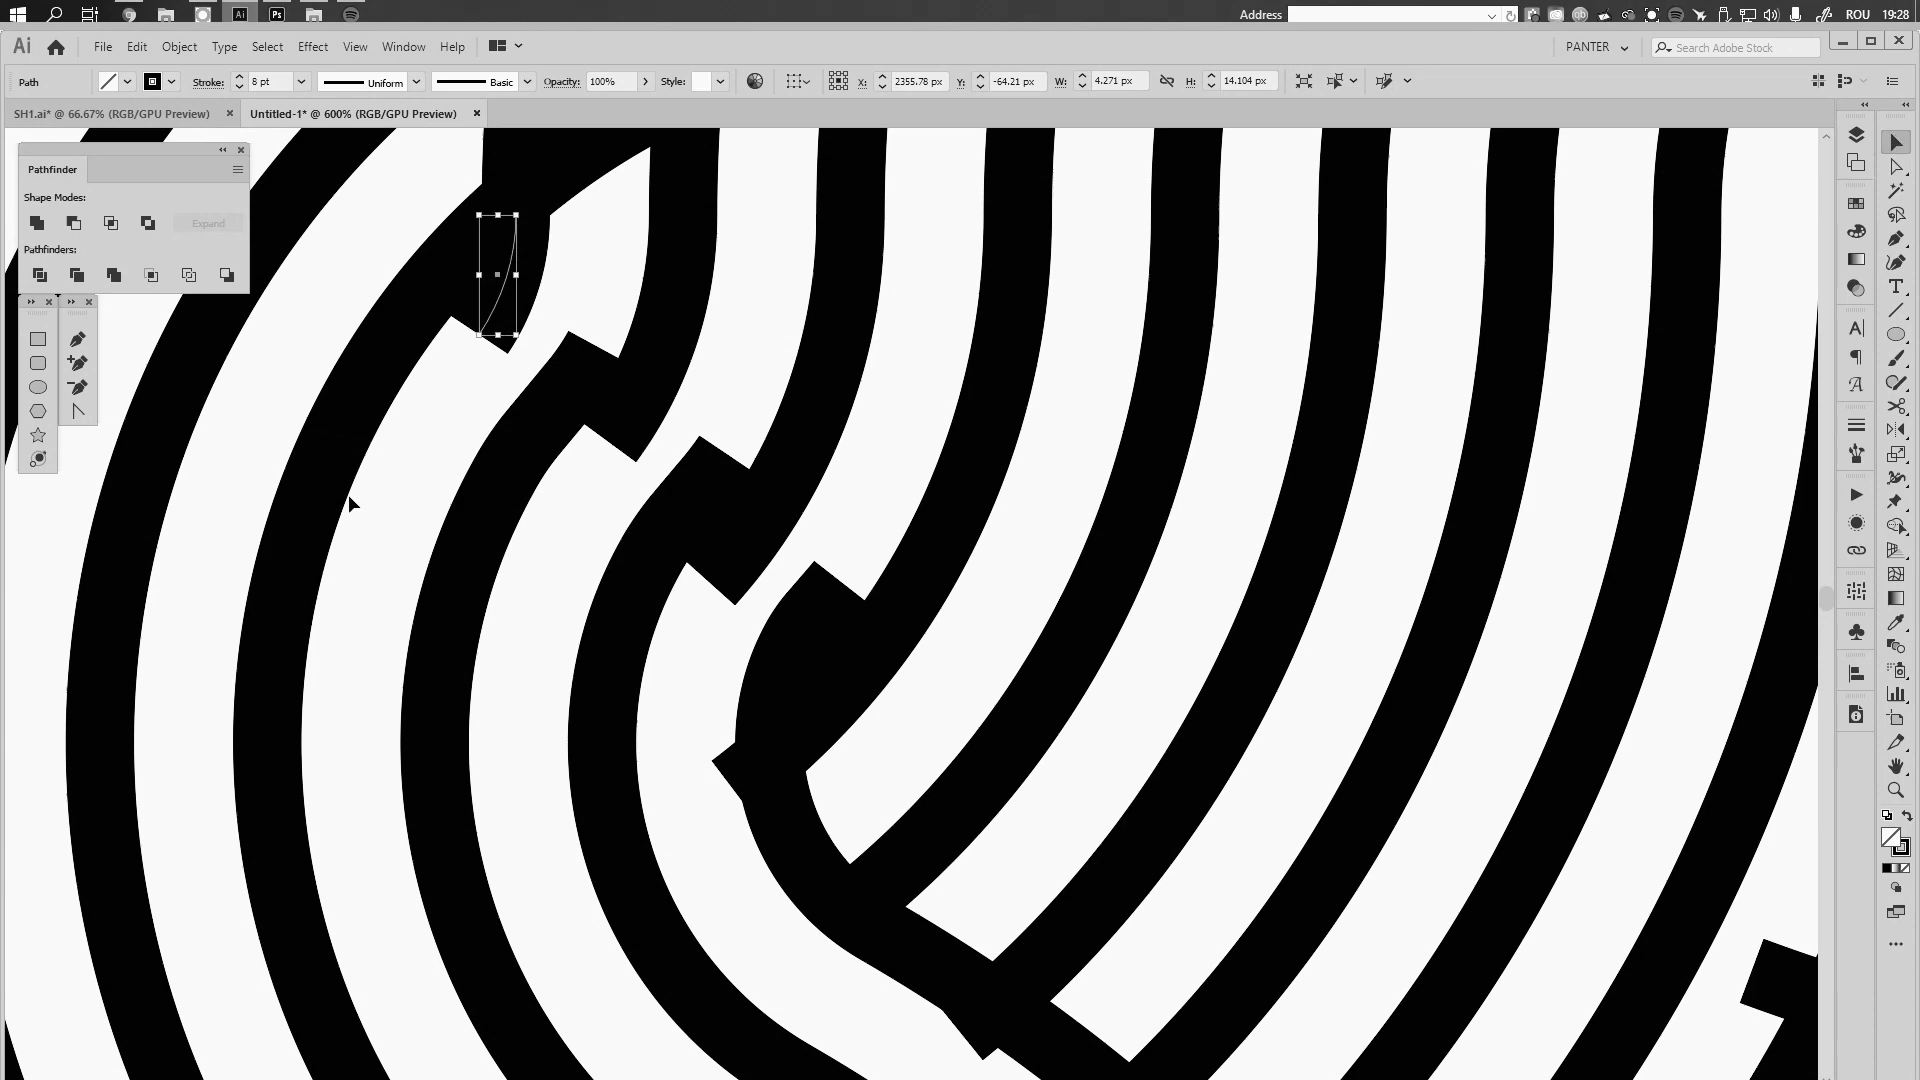 Address ROU 19:28
Ai File Edit Object Type Select Effect View Window Help PANTER Search Adobe Stock
Path Stroke: 8 pt Uniform Basic Opacity: 100% Style: X: 2355.78 px Y: -64.21 px W: 4.271 px H: 14.104 px
SH1.ai* @ 66.67% (RGB/GPU Preview) Untitled-1* @ 600% (RGB/GPU Preview)
Pathfinder
Shape Modes:
Expand
Pathfinders: